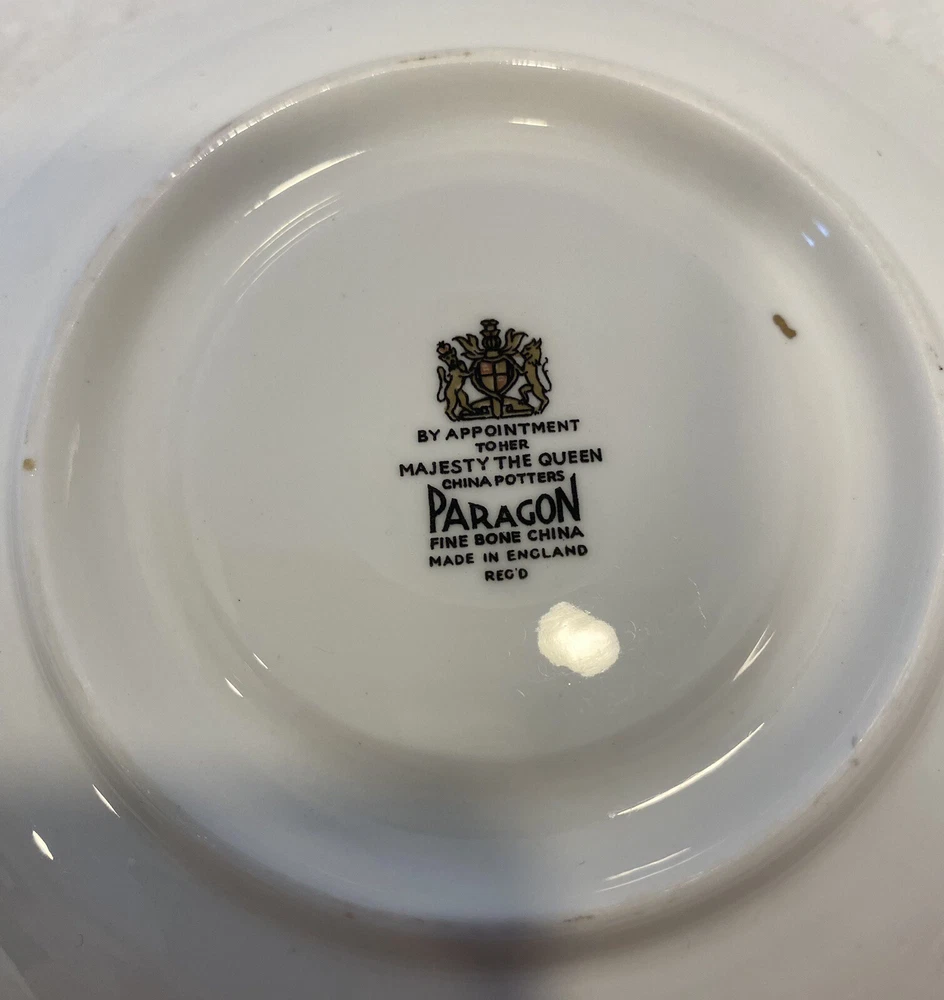 BY APPOINTMENT
TO HER
MAJESTY THE QUEEN
CHINA POTTERS
PARAGON
FINE BONE CHINA
MADE IN ENGLAND
REG'D